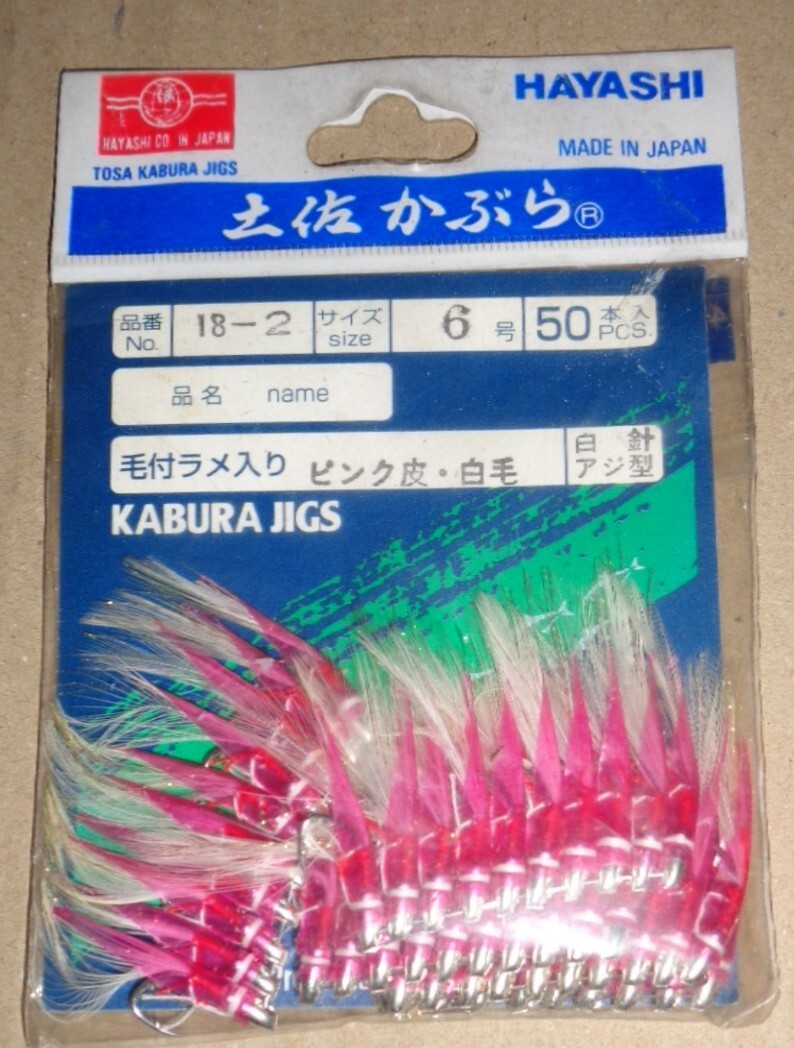 HAYASHI CO. IN JAPAN
TOSA KABURA JIGS
HAYASHI
MADE IN JAPAN
土佐かぶら®
品番 No. 18-2 サイズ size 6号 50本入 PCS.
品名 name
毛付ラメ入り ピンク皮・白毛 白針 アジ型
KABURA JIGS